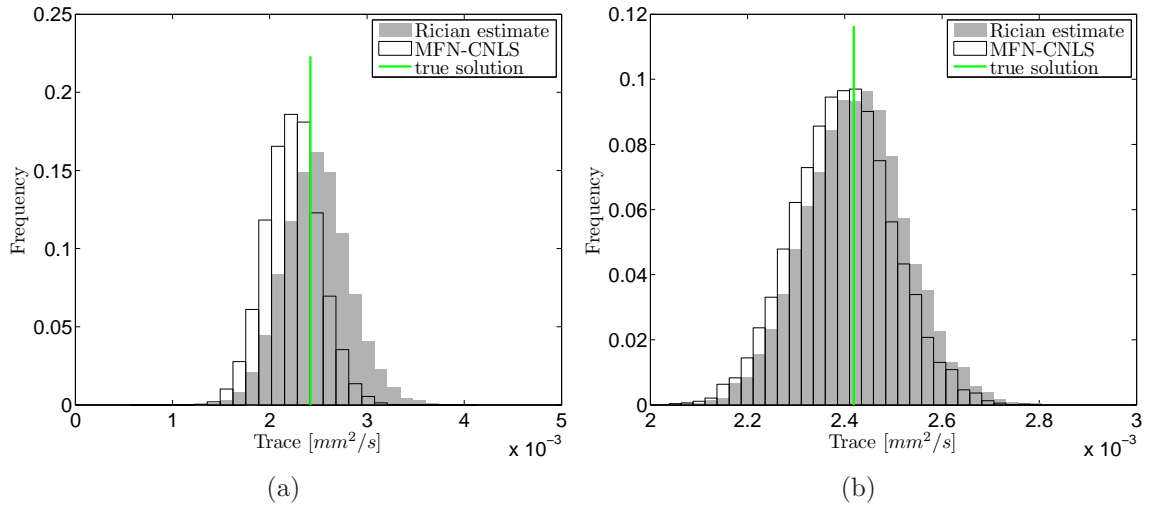 0.25
0.2
0.15
0.1
0.05
0
Frequency
Rician estimate
MFN-CNLS
true solution
0 1 2 3 4 5
Trace [mm²/s]
x 10⁻³
(a)
0.12
0.1
0.08
0.06
0.04
0.02
0
Frequency
Rician estimate
MFN-CNLS
true solution
2 2.2 2.4 2.6 2.8 3
Trace [mm²/s]
x 10⁻³
(b)